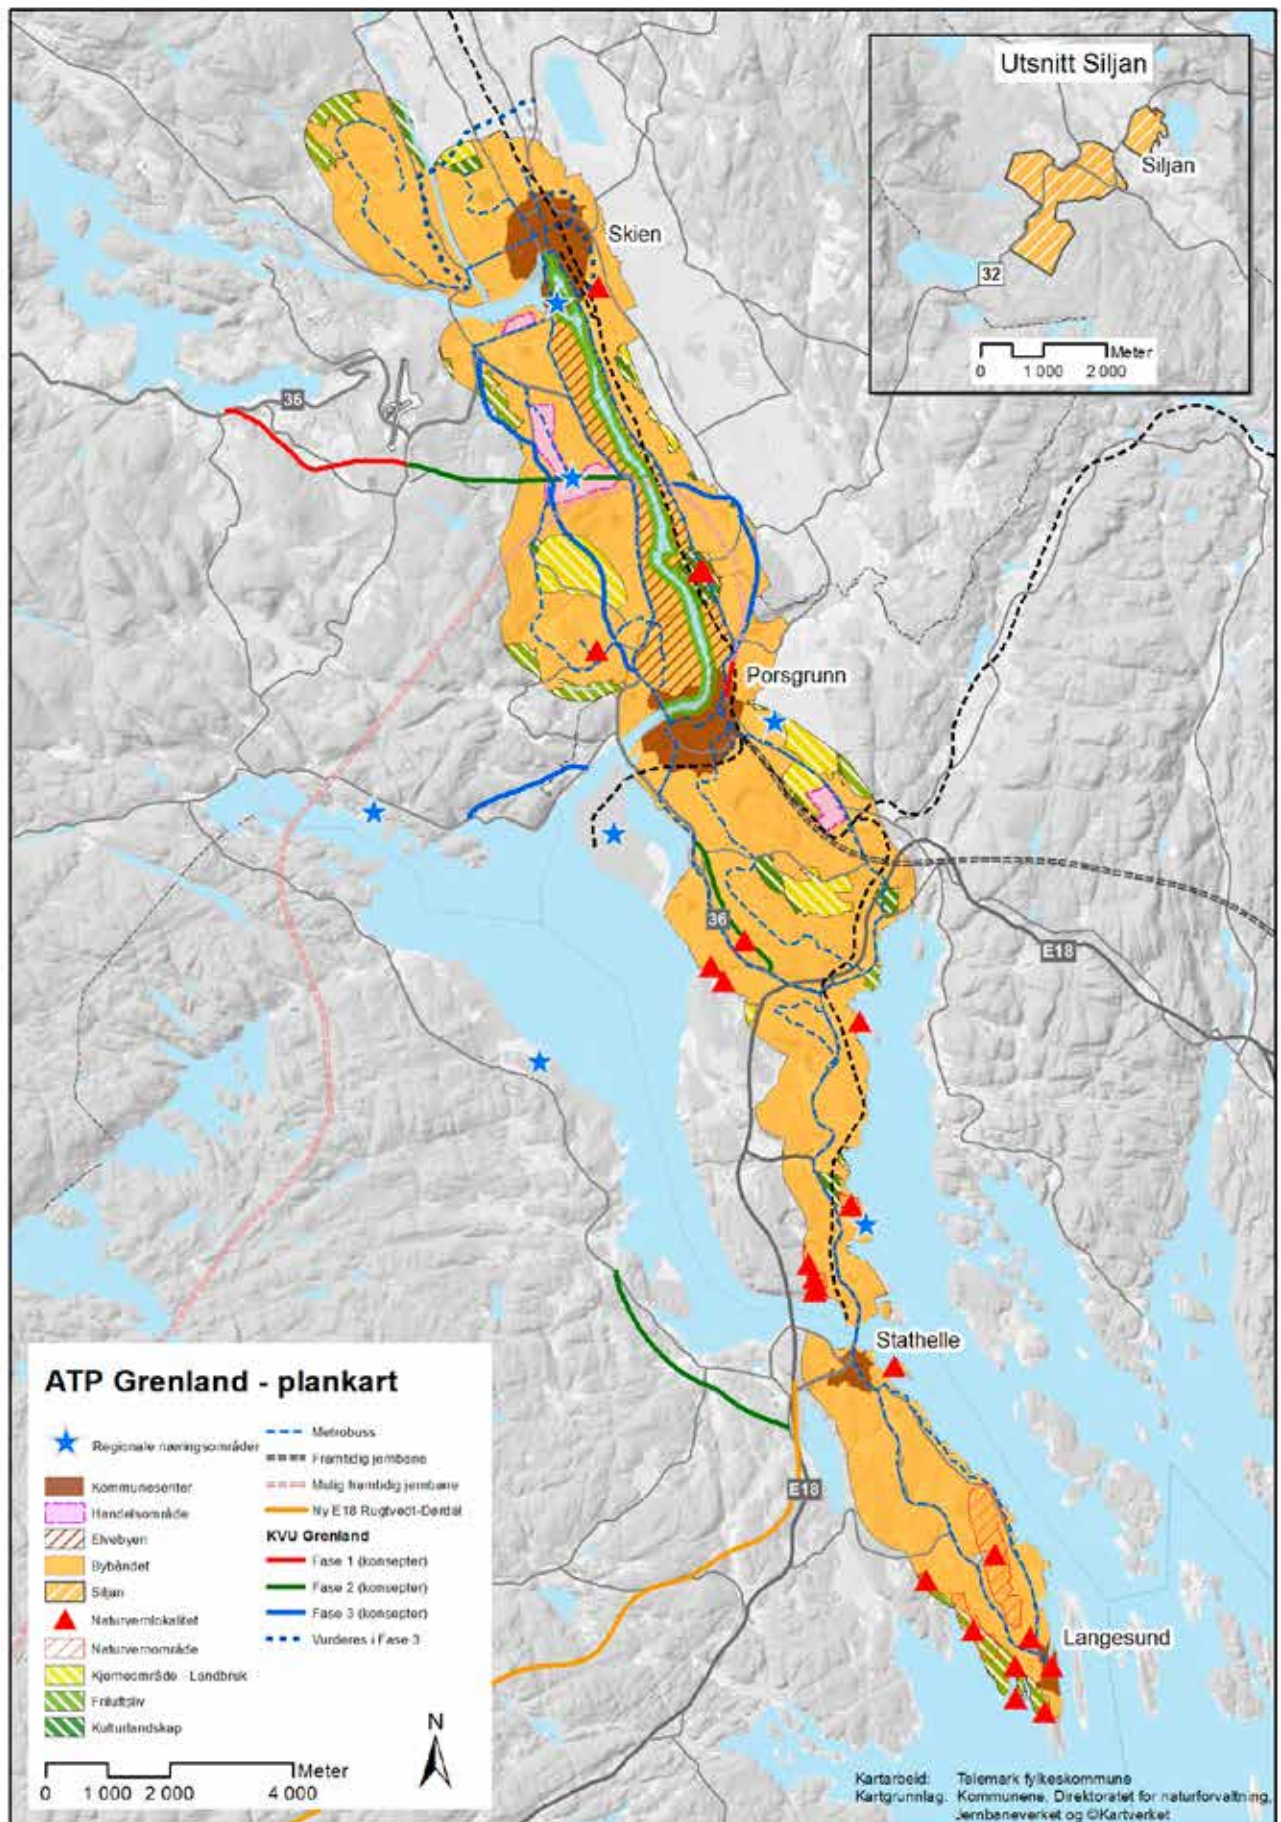 Utsnitt Siljan
Siljan
32
Meter
0 1 000 2 000
Skien
36
Porsgrunn
36
E18
Stathelle
E18
Langesund
ATP Grenland - plankart
Regionale næringsområder
Kommunesenter
Handelsområde
Elvebyen
Bybåndet
Siljan
Naturvernlokalitet
Naturvernområde
Kjerneområde Landbruk
Friluftsliv
Kulturlandskap
Metrobuss
Framtidig jernbane
Mulig framtidig jernbane
Ny E18 Rugtvedt-Dørdal
KVU Grenland
Fase 1 (konsepter)
Fase 2 (konsepter)
Fase 3 (konsepter)
Vurderes i Fase 3
Meter
0 1 000 2 000 4 000
N
Kartarbeid: Telemark fylkeskommune
Kartgrunnlag: Kommunene, Direktoratet for naturforvaltning,
Jernbaneverket og ©Kartverket